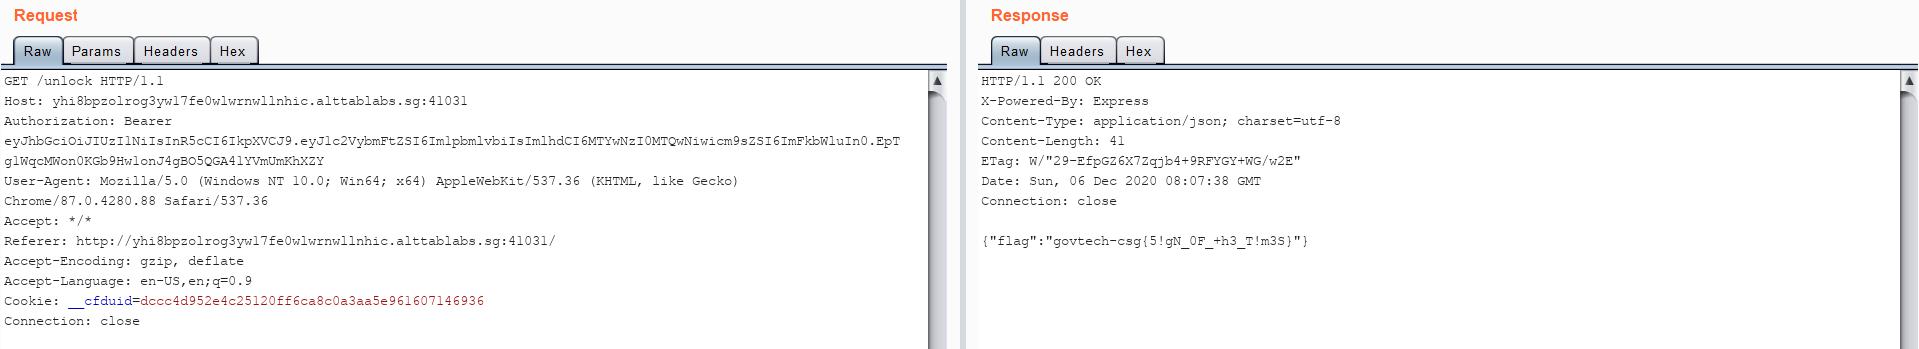 Request
Raw Params Headers Hex
GET /unlock HTTP/1.1
Host: yhi8bpzolrog3yw17fe0wlwrnwllnhic.alttablabs.sg:41031
Authorization: Bearer
eyJhbGciOiJIUzI1NiIsInR5cCI6IkpXVCJ9.eyJ1c2VybmFtZSI6Im1pbmlvbiIsImlhdCI6MTYwNzI0MTQwNiwicm9sZSI6ImFkbWluIn0.EpT
g1WqcMWon0KGb9Hw1onJ4gBO5QGA41YVmUmKhXZY
User-Agent: Mozilla/5.0 (Windows NT 10.0; Win64; x64) AppleWebKit/537.36 (KHTML, like Gecko)
Chrome/87.0.4280.88 Safari/537.36
Accept: */*
Referer: http://yhi8bpzolrog3yw17fe0wlwrnwllnhic.alttablabs.sg:41031/
Accept-Encoding: gzip, deflate
Accept-Language: en-US,en;q=0.9
Cookie: __cfduid=dccc4d952e4c25120ff6ca8c0a3aa5e961607146936
Connection: close
Response
Raw Headers Hex
HTTP/1.1 200 OK
X-Powered-By: Express
Content-Type: application/json; charset=utf-8
Content-Length: 41
ETag: W/"29-EfpGZ6X7Zqjb4+9RFYGY+WG/w2E"
Date: Sun, 06 Dec 2020 08:07:38 GMT
Connection: close
{"flag":"govtech-csg{5!gN_0F_+h3_T!m3S}"}